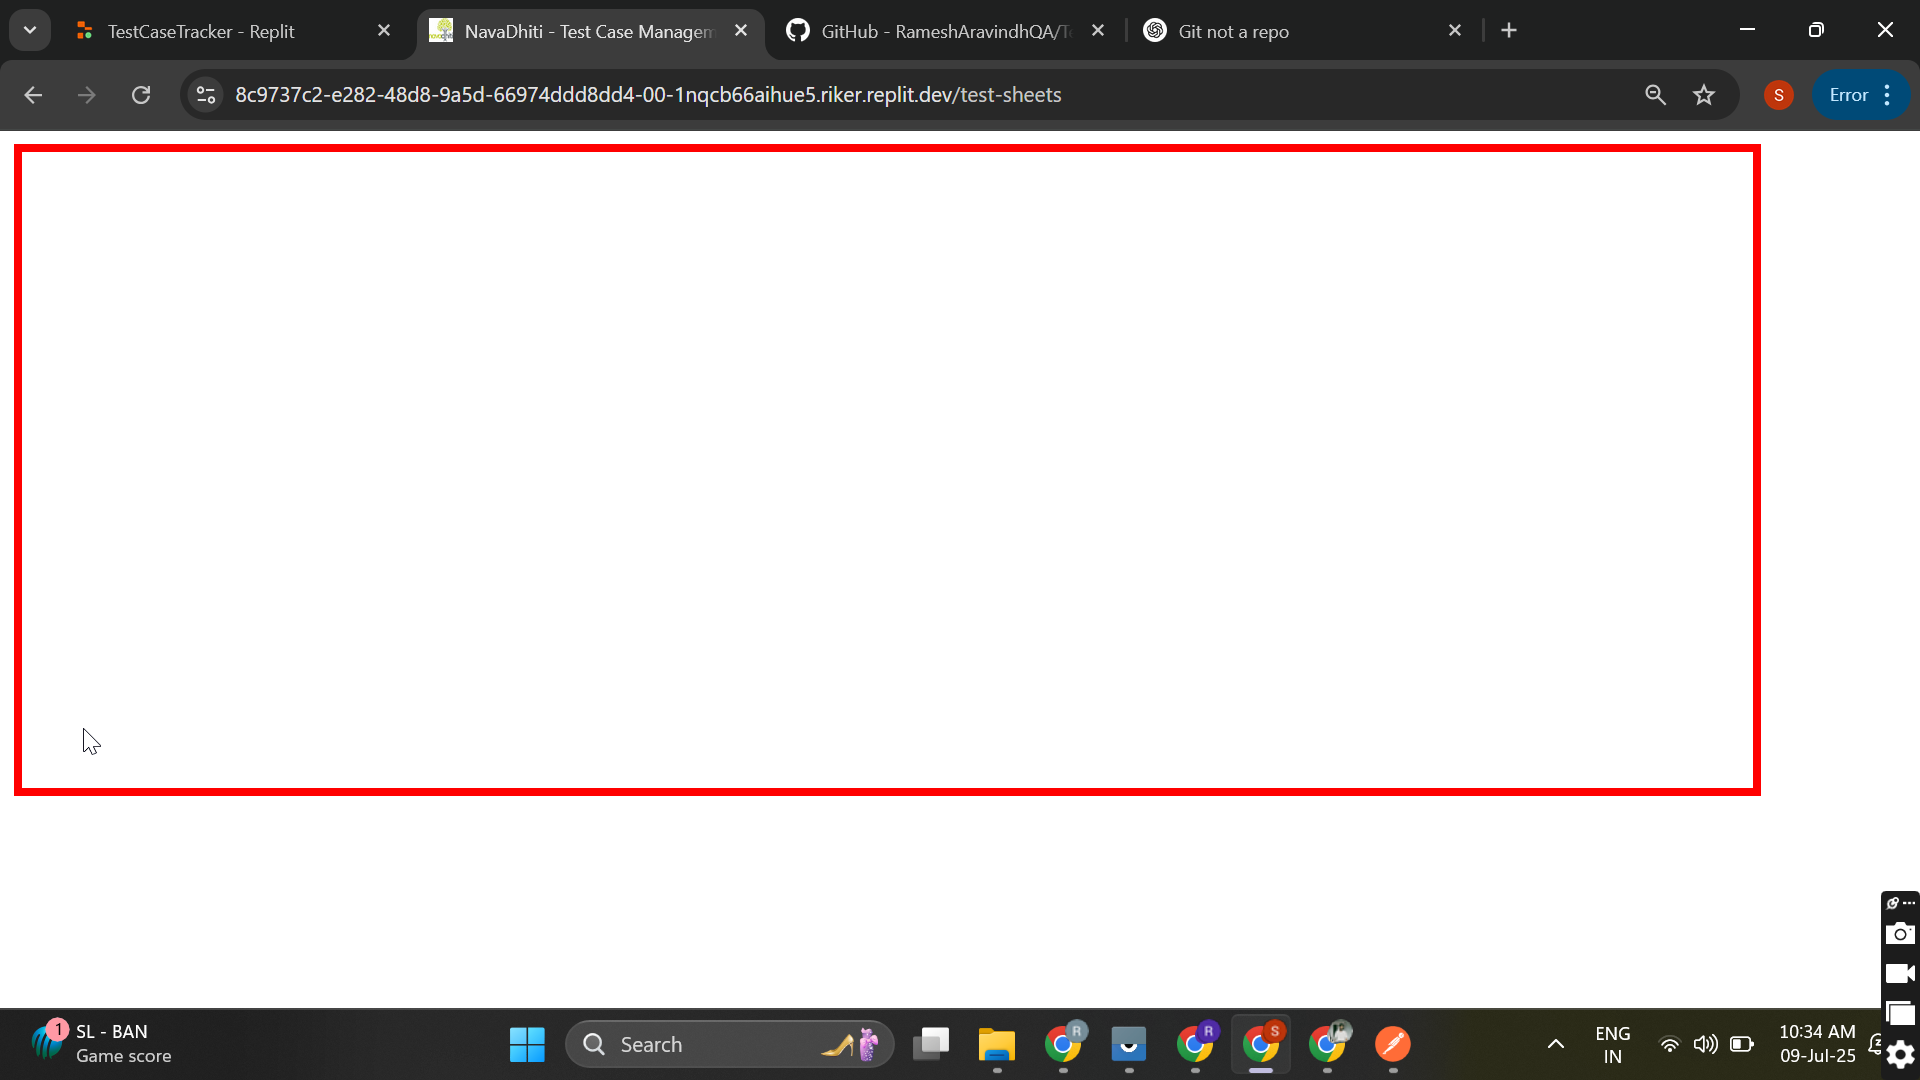 TestCaseTracker - Replit
NavaDhiti - Test Case Managem
GitHub - RameshAravindhQA/Te
Git not a repo
8c9737c2-e282-48d8-9a5d-66974ddd8dd4-00-1nqcb66aihue5.riker.replit.dev/test-sheets
S
Error
1
SL - BAN
Game score
Search
R
R
S
ENG
IN
10:34 AM
09-Jul-25